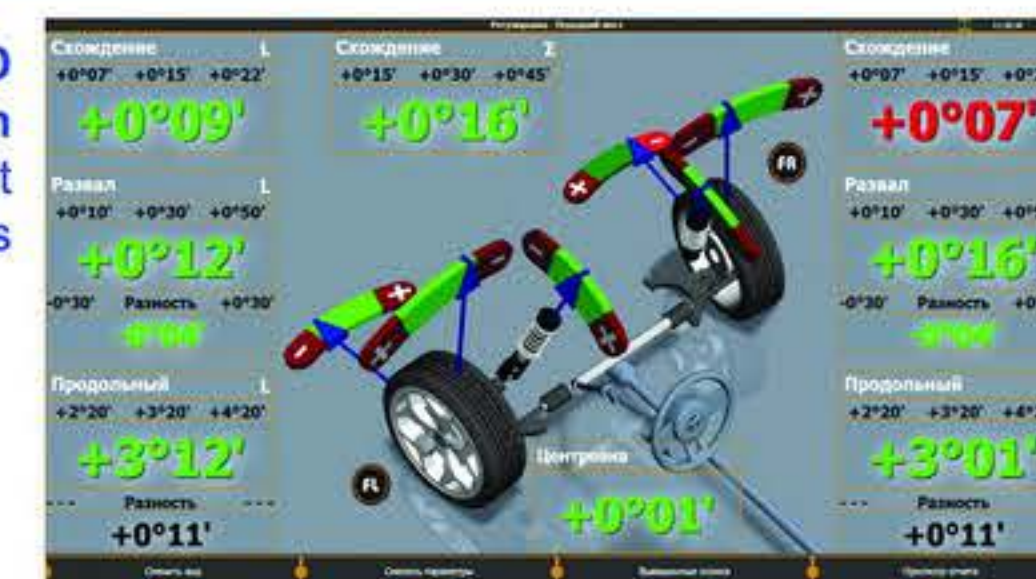 Регулировка - Передний мост
Схождение L
+0°07' +0°15' +0°22'
+0°09'
Развал L
+0°10' +0°30' +0°50'
+0°12'
-0°30' Разность +0°30'
Продольный L
+2°20' +3°20' +4°20'
+3°12'
--- Разность ---
+0°11'
Схождение Σ
+0°15' +0°30' +0°45'
+0°16'
FL
FR
Центровка
+0°01'
Схождение
+0°07' +0°15'
+0°07'
Развал
+0°10' +0°30'
+0°16'
-0°30' Разность
Продольный
+2°20' +3°20'
+3°01'
--- Разность
+0°11'